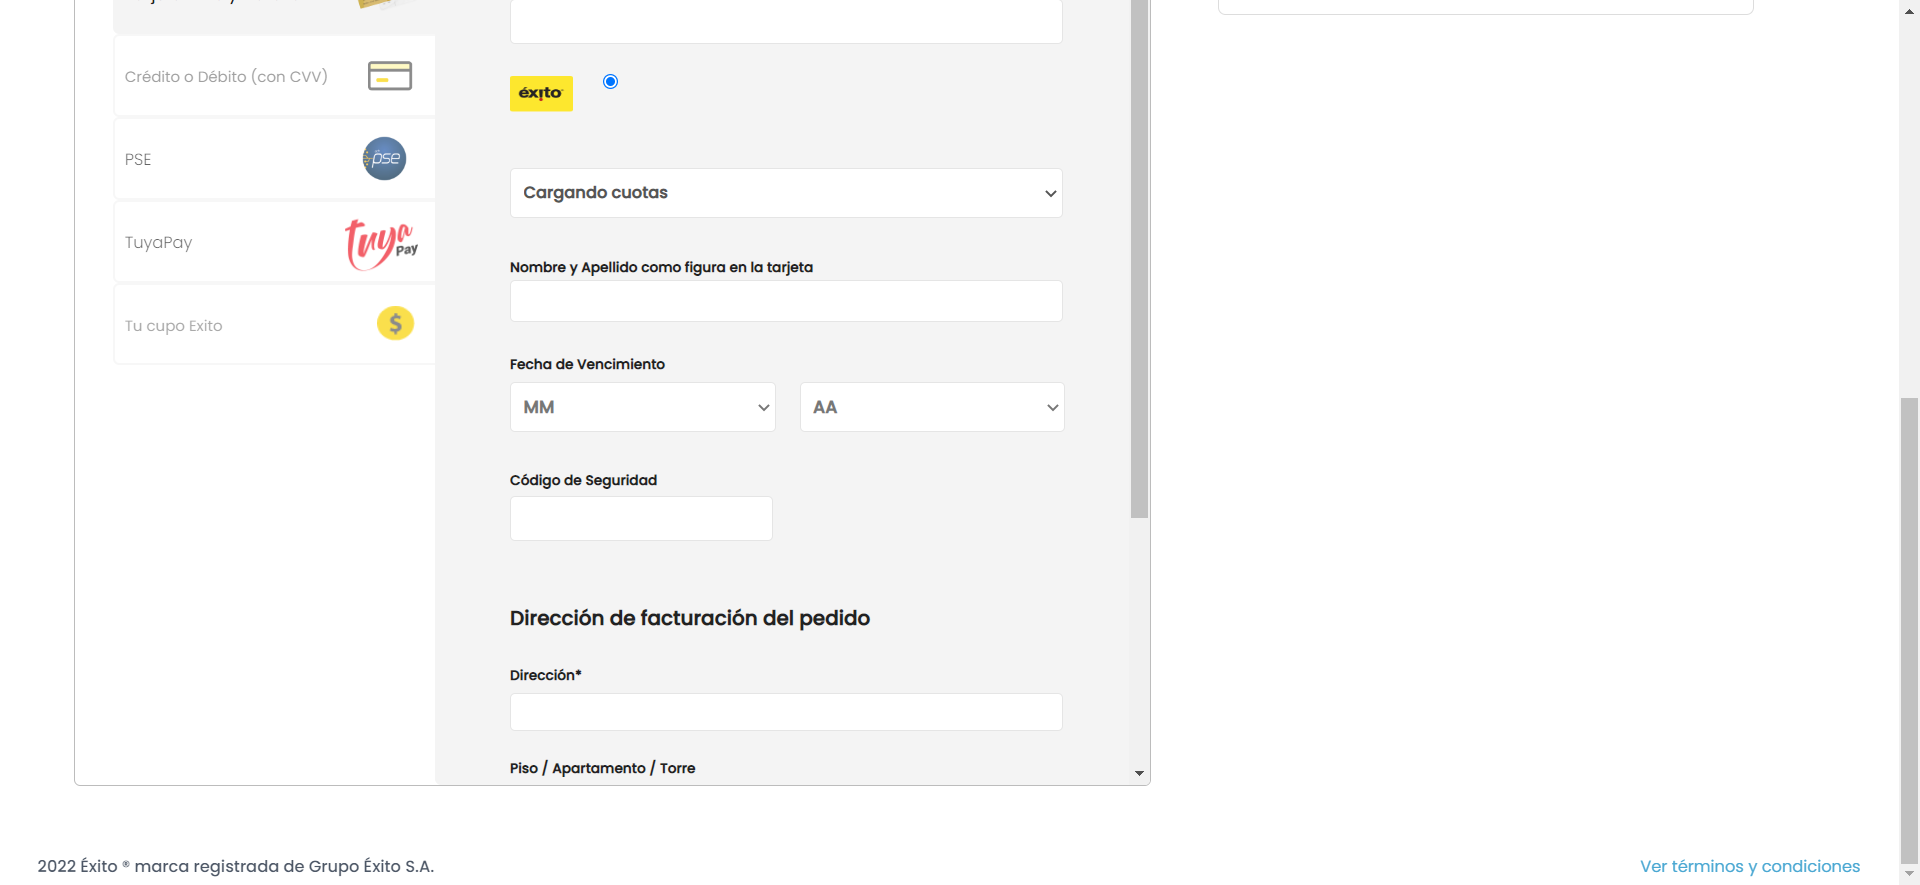 Crédito o Débito (con CVV)
PSE
pse
TuyaPay
tuya
Pay
Tu cupo Exito
$
éxito
Cargando cuotas
Nombre y Apellido como figura en la tarjeta
Fecha de Vencimiento
MM
AA
Código de Seguridad
Dirección de facturación del pedido
Dirección*
Piso / Apartamento / Torre
2022 Éxito ® marca registrada de Grupo Éxito S.A.
Ver términos y condiciones